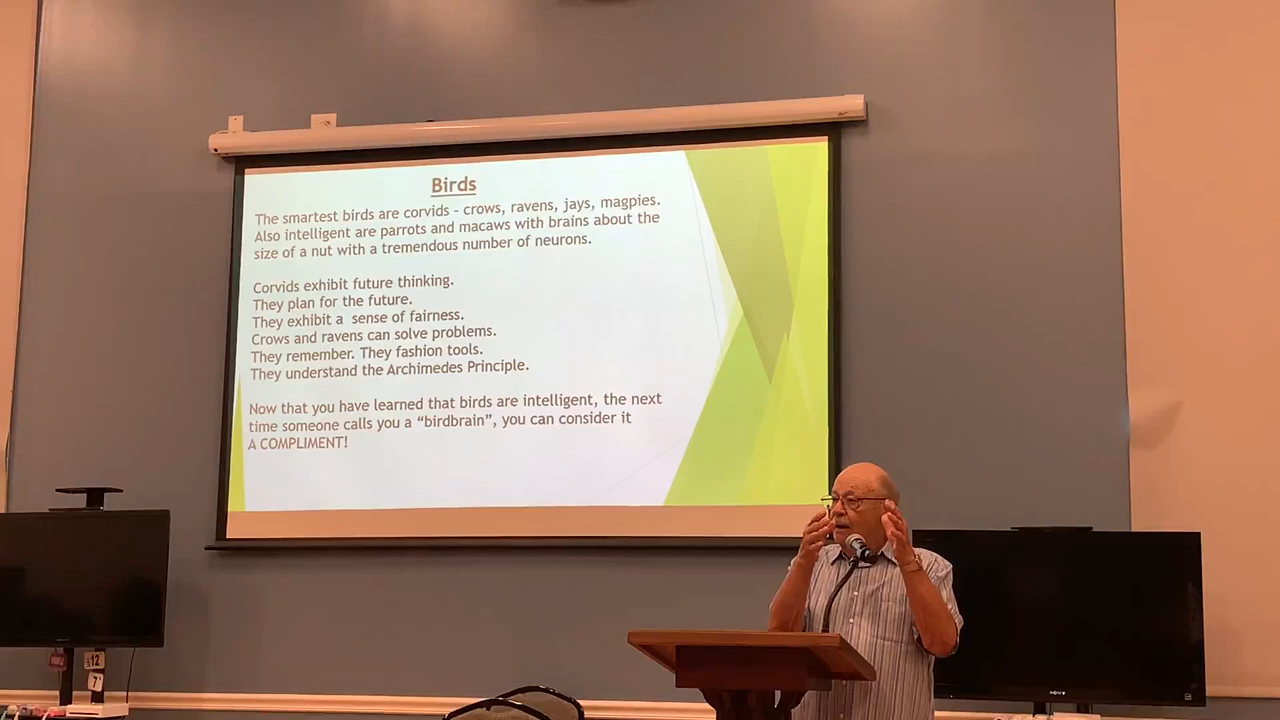 Birds
The smartest birds are corvids - crows, ravens, jays, magpies.
Also intelligent are parrots and macaws with brains about the
size of a nut with a tremendous number of neurons.
Corvids exhibit future thinking.
They plan for the future.
They exhibit a sense of fairness.
Crows and ravens can solve problems.
They remember. They fashion tools.
They understand the Archimedes Principle.
Now that you have learned that birds are intelligent, the next
time someone calls you a “birdbrain”, you can consider it
A COMPLIMENT!
12
7
SONY